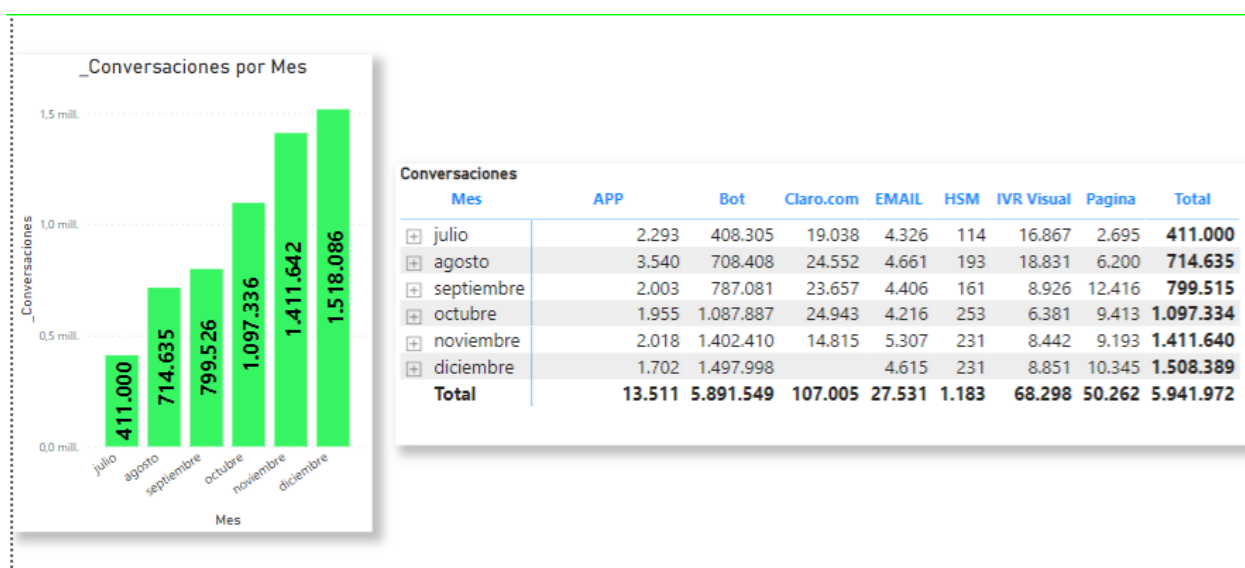 _Conversaciones por Mes
1,5 mill.
1,0 mill.
0,5 mill.
0,0 mill.
_Conversaciones
411.000
714.635
799.526
1.097.336
1.411.642
1.518.086
julio
agosto
septiembre
octubre
noviembre
diciembre
Mes
Conversaciones
Mes APP Bot Claro.com EMAIL HSM IVR Visual Pagina Total
julio 2.293 408.305 19.038 4.326 114 16.867 2.695 411.000
agosto 3.540 708.408 24.552 4.661 193 18.831 6.200 714.635
septiembre 2.003 787.081 23.657 4.406 161 8.926 12.416 799.515
octubre 1.955 1.087.887 24.943 4.216 253 6.381 9.413 1.097.334
noviembre 2.018 1.402.410 14.815 5.307 231 8.442 9.193 1.411.640
diciembre 1.702 1.497.998 4.615 231 8.851 10.345 1.508.389
Total 13.511 5.891.549 107.005 27.531 1.183 68.298 50.262 5.941.972